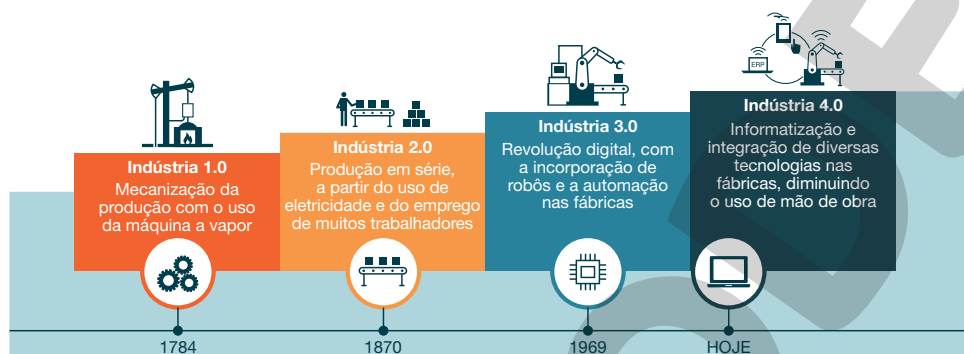 ERP
Indústria 1.0
Mecanização da
produção com o uso
da máquina a vapor
Indústria 2.0
Produção em série,
a partir do uso de
eletricidade e do emprego
de muitos trabalhadores
Indústria 3.0
Revolução digital, com
a incorporação de
robôs e a automação
nas fábricas
Indústria 4.0
Informatização e
integração de diversas
tecnologias nas
fábricas, diminuindo
o uso de mão de obra
1784
1870
1969
HOJE